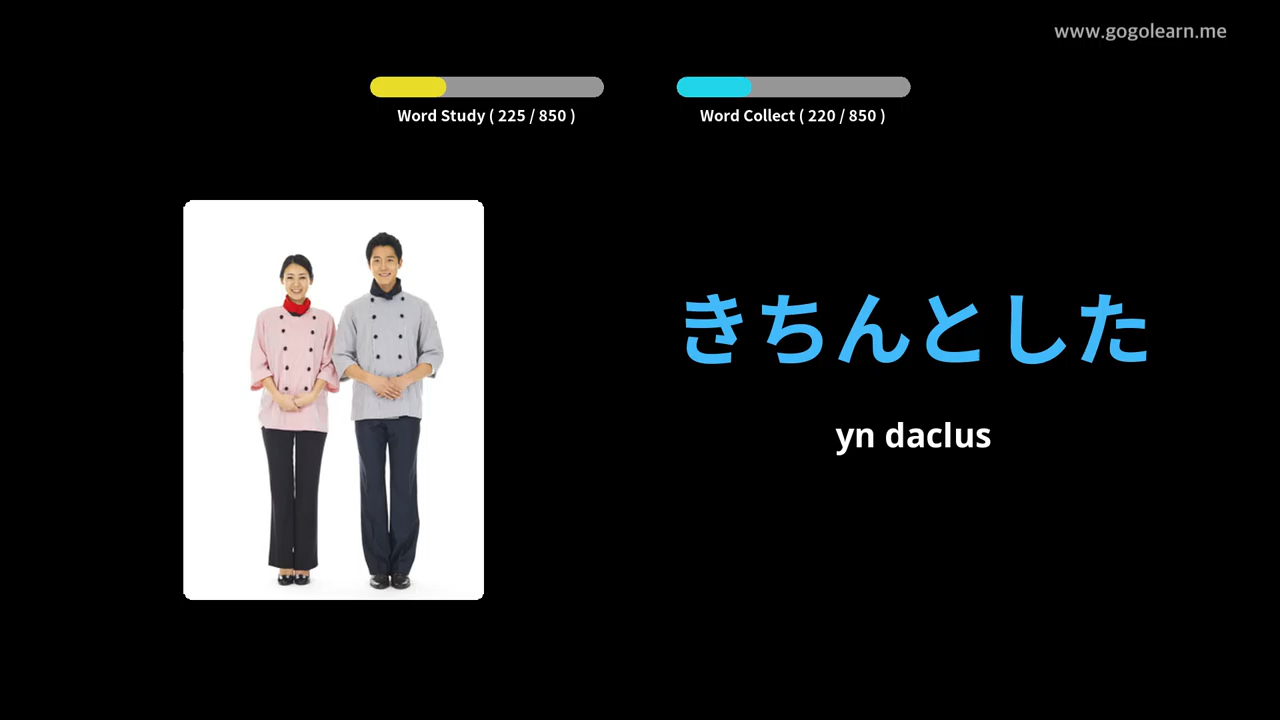 www.gogolearn.me
Word Study ( 225 / 850 )
Word Collect ( 220 / 850 )
きちんとした
yn daclus